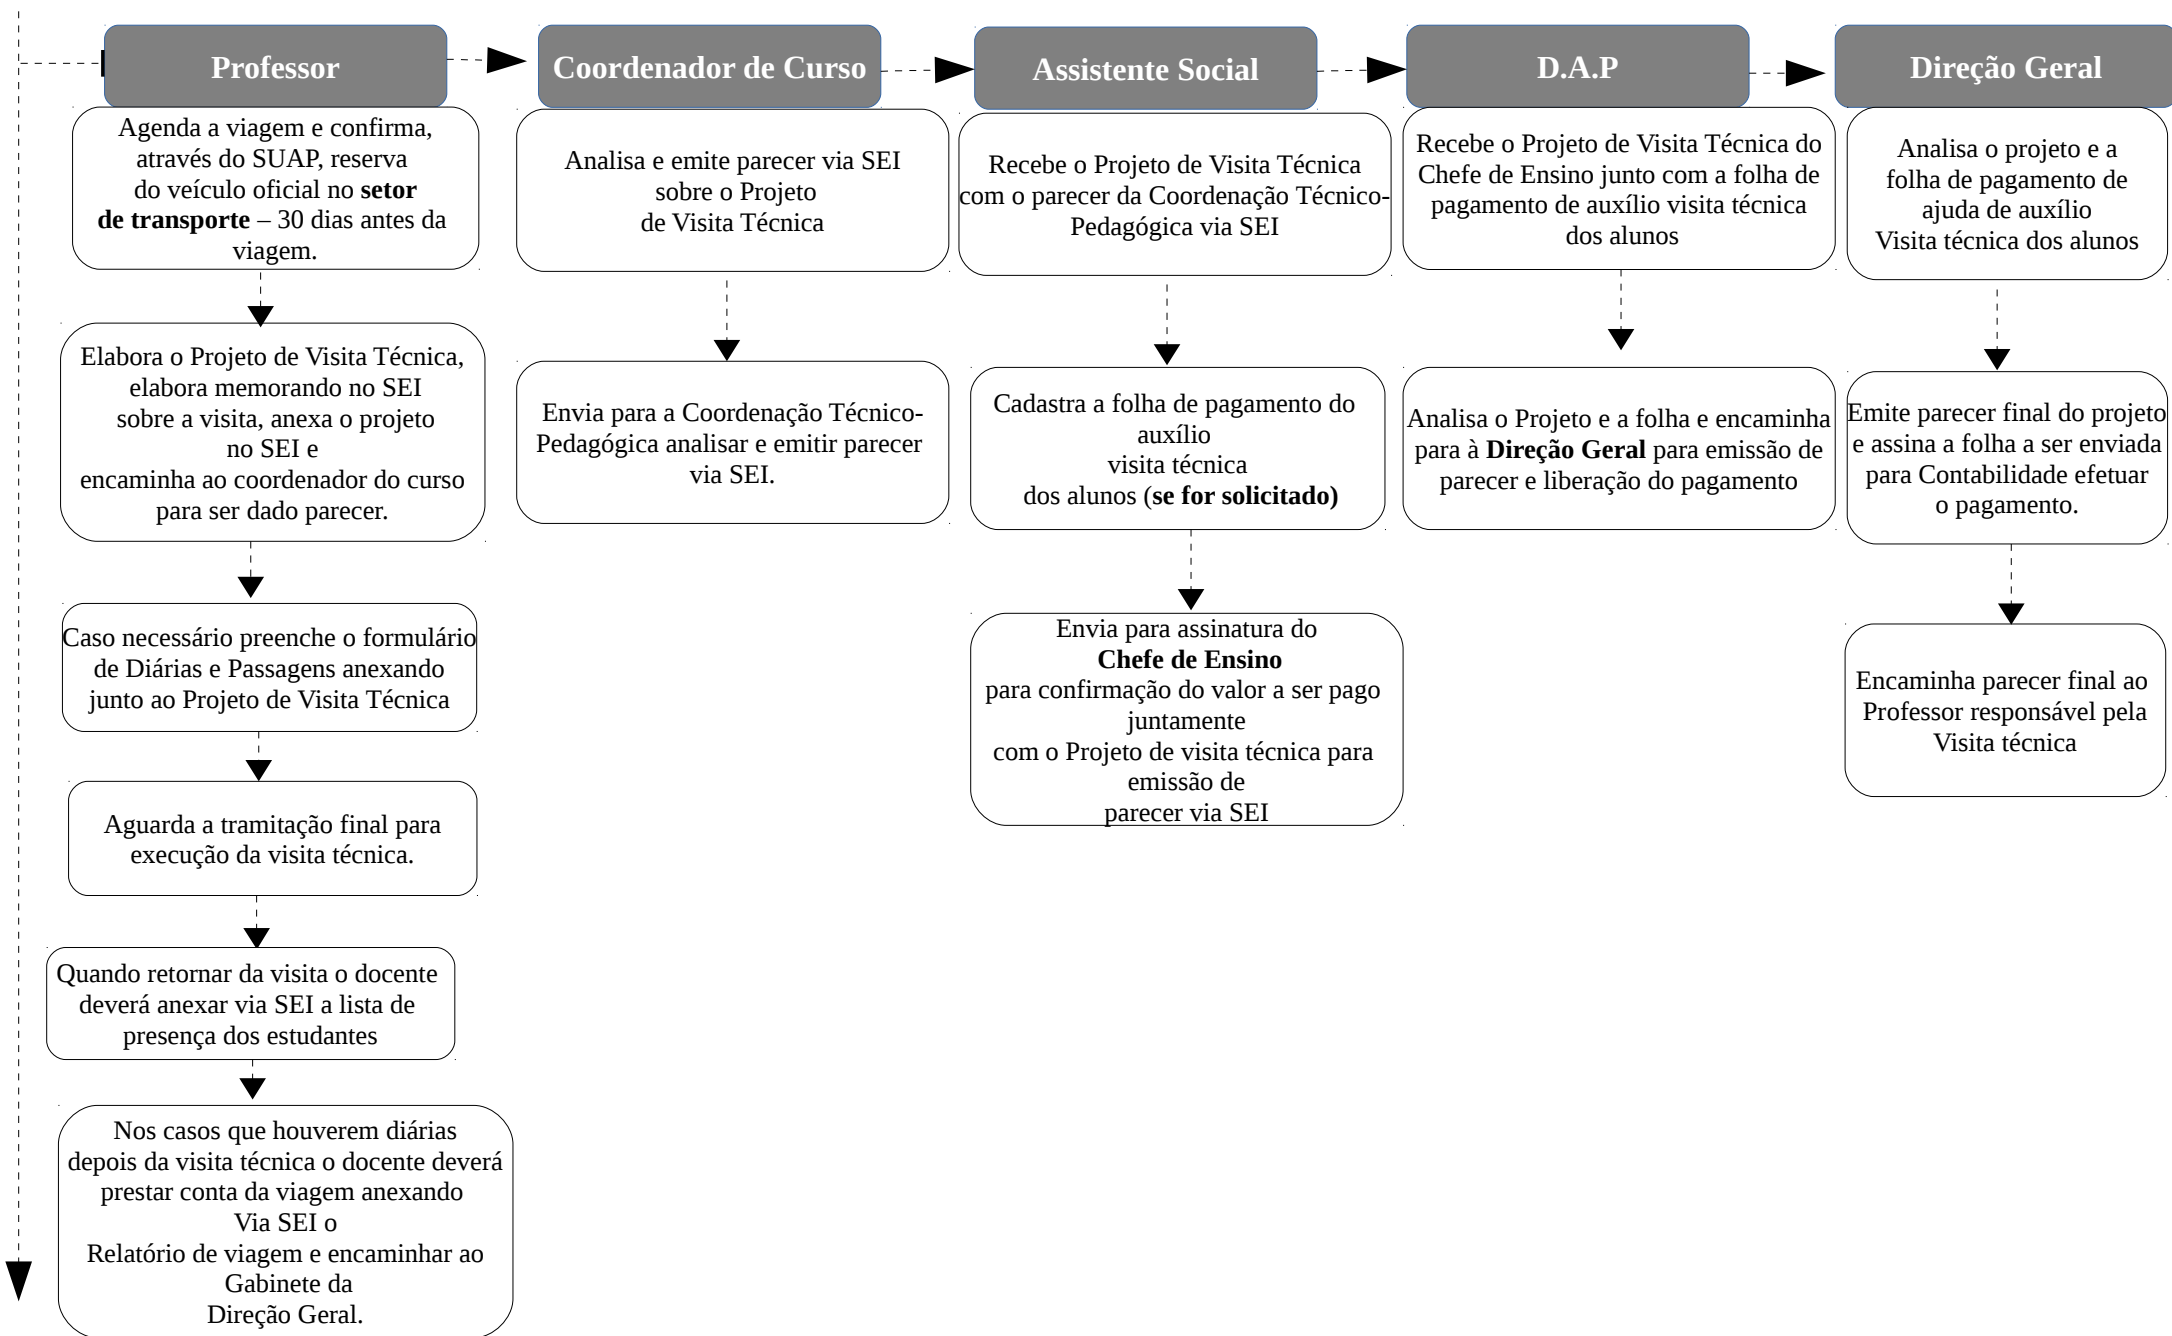 Professor
Agenda a viagem e confirma,
através do SUAP, reserva
do veículo oficial no setor
de transporte – 30 dias antes da
viagem.
Elabora o Projeto de Visita Técnica,
elabora memorando no SEI
sobre a visita, anexa o projeto
no SEI e
encaminha ao coordenador do curso
para ser dado parecer.
Caso necessário preenche o formulário
de Diárias e Passagens anexando
junto ao Projeto de Visita Técnica
Aguarda a tramitação final para
execução da visita técnica.
Quando retornar da visita o docente
deverá anexar via SEI a lista de
presença dos estudantes
Nos casos que houverem diárias
depois da visita técnica o docente deverá
prestar conta da viagem anexando
Via SEI o
Relatório de viagem e encaminhar ao
Gabinete da
Direção Geral.
Coordenador de Curso
Analisa e emite parecer via SEI
sobre o Projeto
de Visita Técnica
Envia para a Coordenação Técnico-
Pedagógica analisar e emitir parecer
via SEI.
Assistente Social
Recebe o Projeto de Visita Técnica
com o parecer da Coordenação Técnico-
Pedagógica via SEI
Cadastra a folha de pagamento do
auxílio
visita técnica
dos alunos (se for solicitado)
Envia para assinatura do
Chefe de Ensino
para confirmação do valor a ser pago
juntamente
com o Projeto de visita técnica para
emissão de
parecer via SEI
D.A.P
Recebe o Projeto de Visita Técnica do
Chefe de Ensino junto com a folha de
pagamento de auxílio visita técnica
dos alunos
Analisa o Projeto e a folha e encaminha
para à Direção Geral para emissão de
parecer e liberação do pagamento
Direção Geral
Analisa o projeto e a
folha de pagamento de
ajuda de auxílio
Visita técnica dos alunos
Emite parecer final do projeto
e assina a folha a ser enviada
para Contabilidade efetuar
o pagamento.
Encaminha parecer final ao
Professor responsável pela
Visita técnica